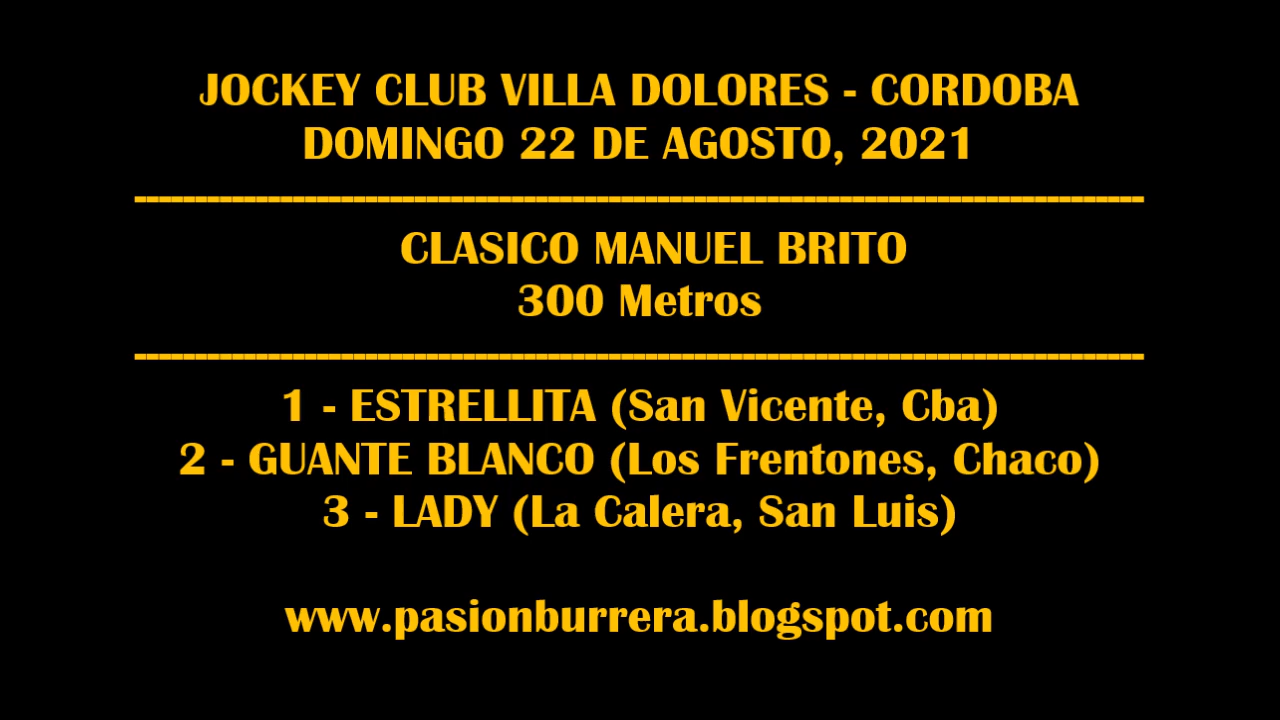 JOCKEY CLUB VILLA DOLORES - CORDOBA
DOMINGO 22 DE AGOSTO, 2021
CLASICO MANUEL BRITO
300 Metros
1 - ESTRELLITA (San Vicente, Cba)
2 - GUANTE BLANCO (Los Frentones, Chaco)
3 - LADY (La Calera, San Luis)
www.pasionburrera.blogspot.com